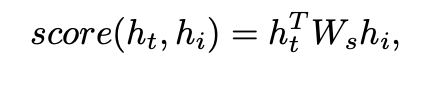 score(h_t, h_i) = h_t^T W_s h_i,